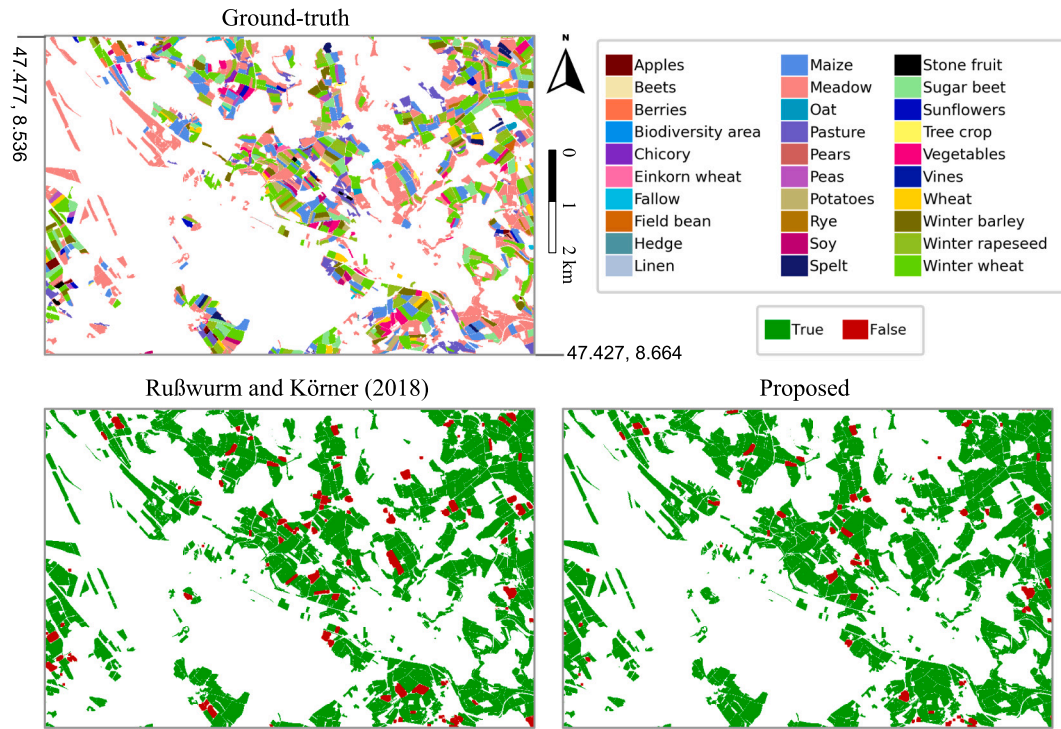 Ground-truth
47.477, 8.536
N
0
1
2 km
47.427, 8.664
Apples
Beets
Berries
Biodiversity area
Chicory
Einkorn wheat
Fallow
Field bean
Hedge
Linen
Maize
Meadow
Oat
Pasture
Pears
Peas
Potatoes
Rye
Soy
Spelt
Stone fruit
Sugar beet
Sunflowers
Tree crop
Vegetables
Vines
Wheat
Winter barley
Winter rapeseed
Winter wheat
True
False
Rußwurm and Körner (2018)
Proposed